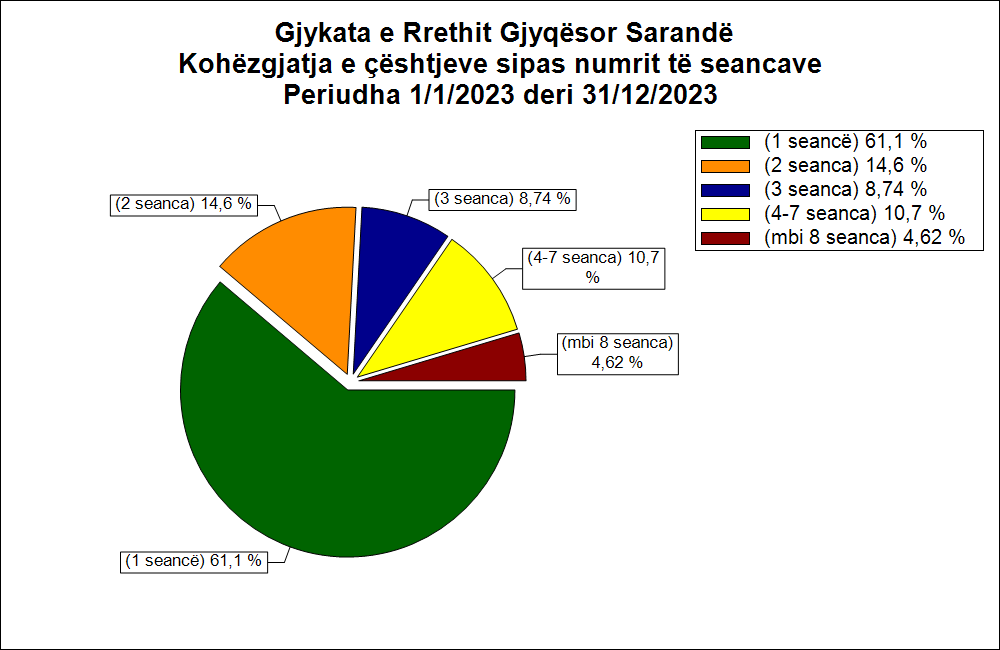 Gjykata e Rrethit Gjyqësor Sarandë
Kohëzgjatja e çështjeve sipas numrit të seancave
Periudha 1/1/2023 deri 31/12/2023
(1 seancë) 61,1 %
(2 seanca) 14,6 %
(3 seanca) 8,74 %
(4-7 seanca) 10,7 %
(mbi 8 seanca) 4,62 %
(2 seanca) 14,6 %
(3 seanca) 8,74 %
(4-7 seanca) 10,7
%
(mbi 8 seanca)
4,62 %
(1 seancë) 61,1 %